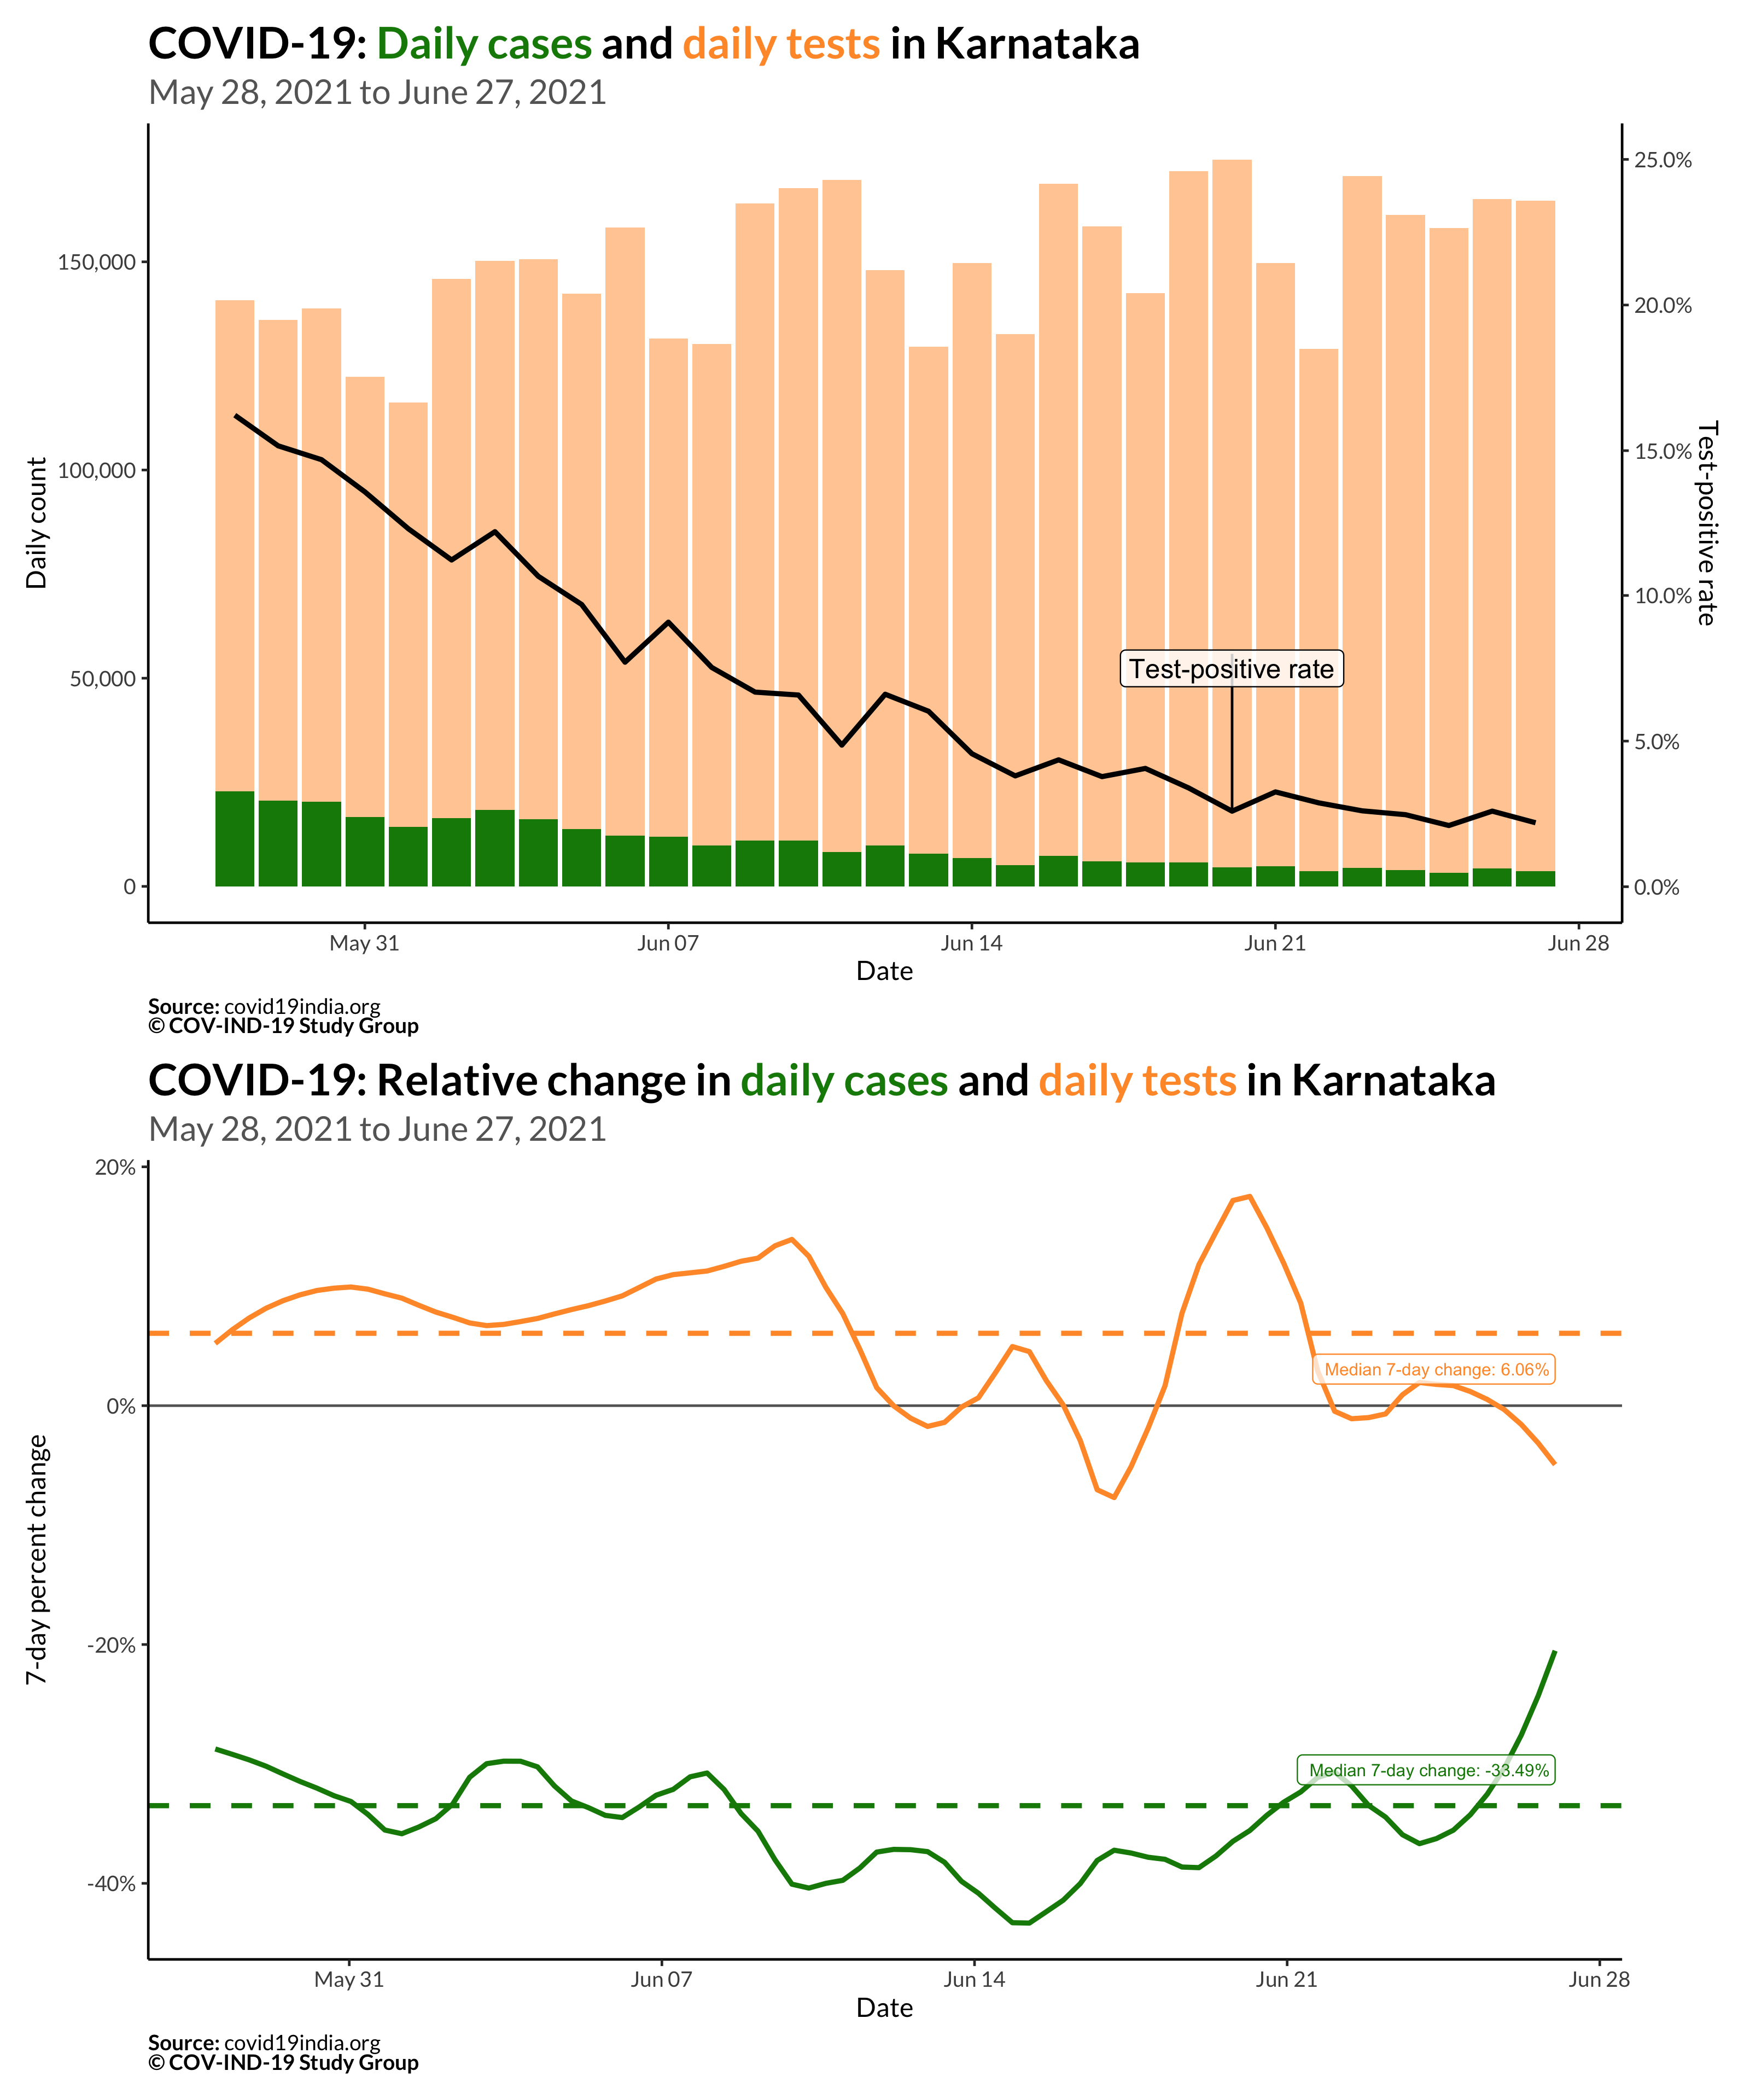 COVID-19: Daily cases and daily tests in Karnataka
May 28, 2021 to June 27, 2021
25.0%
150,000
20.0%
15.0%
100,000
Daily count
Test-positive rate
10.0%
Test-positive rate
50,000
5.0%
0
0.0%
May 31
Jun 07
Jun 14
Jun 21
Jun 28
Date
Source: covid19india.org
© COV-IND-19 Study Group
COVID-19: Relative change in daily cases and daily tests in Karnataka
May 28, 2021 to June 27, 2021
20%
Median 7-day change: 6.06%
0%
7-day percent change
-20%
Median 7-day change: -33.49%
-40%
May 31
Jun 07
Jun 14
Jun 21
Jun 28
Date
Source: covid19india.org
© COV-IND-19 Study Group